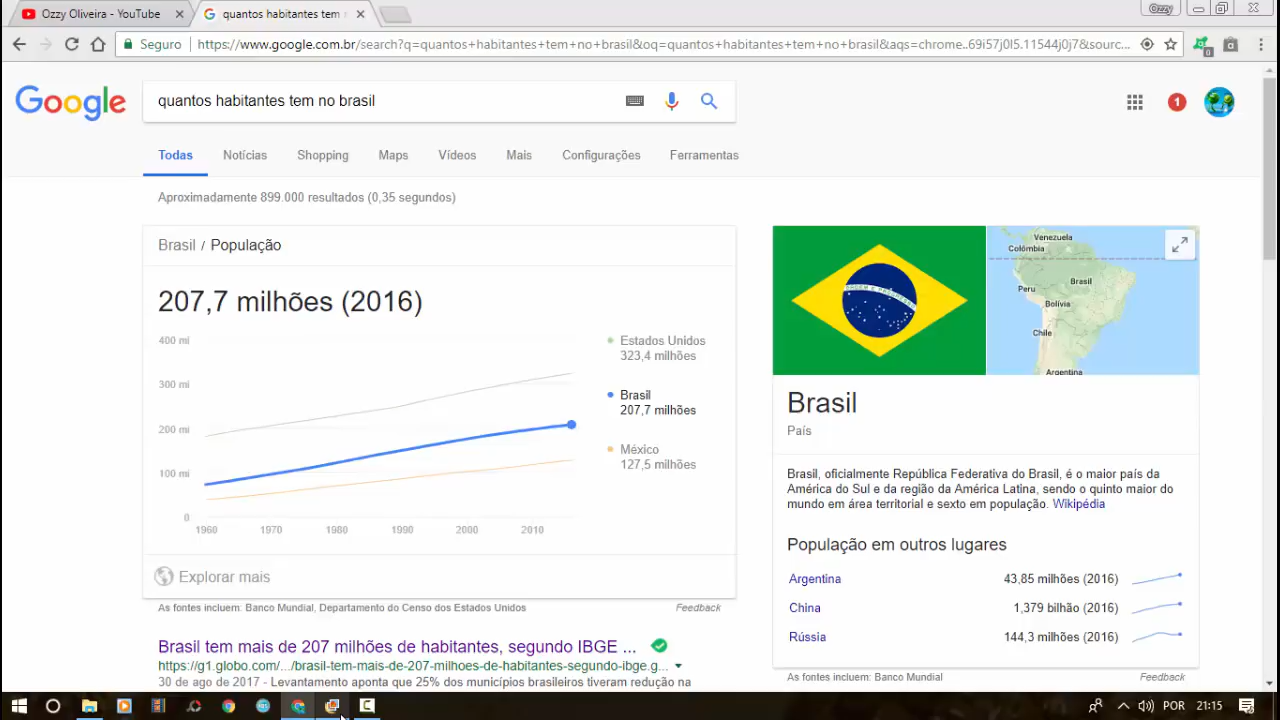 Ozzy Oliveira - YouTube
quantos habitantes tem
Ozzy
Seguro
https://www.google.com.br/search?q=quantos+habitantes+tem+no+brasil&oq=quantos+habitantes+tem+no+brasil&aqs=chrome..69i57j0l5.11544j0j7&sourc...
Google
quantos habitantes tem no brasil
1
Todas
Notícias
Shopping
Maps
Vídeos
Mais
Configurações
Ferramentas
Aproximadamente 899.000 resultados (0,35 segundos)
Brasil / População
207,7 milhões (2016)
400 mi
300 mi
200 mi
100 mi
0
1960
1970
1980
1990
2000
2010
Estados Unidos
323,4 milhões
Brasil
207,7 milhões
México
127,5 milhões
Explorar mais
As fontes incluem: Banco Mundial, Departamento do Censo dos Estados Unidos
Feedback
Brasil tem mais de 207 milhões de habitantes, segundo IBGE ...
https://g1.globo.com/.../brasil-tem-mais-de-207-milhoes-de-habitantes-segundo-ibge.g...
30 de ago de 2017 - Levantamento aponta que 25% dos municípios brasileiros tiveram redução na
Venezuela
Colômbia
Brasil
Peru
Bolívia
Chile
Argentina
Brasil
País
Brasil, oficialmente República Federativa do Brasil, é o maior país da
América do Sul e da região da América Latina, sendo o quinto maior do
mundo em área territorial e sexto em população. Wikipédia
População em outros lugares
Argentina 43,85 milhões (2016)
China 1,379 bilhão (2016)
Rússia 144,3 milhões (2016)
As fontes incluem: Banco Mundial
Feedback
POR
21:15